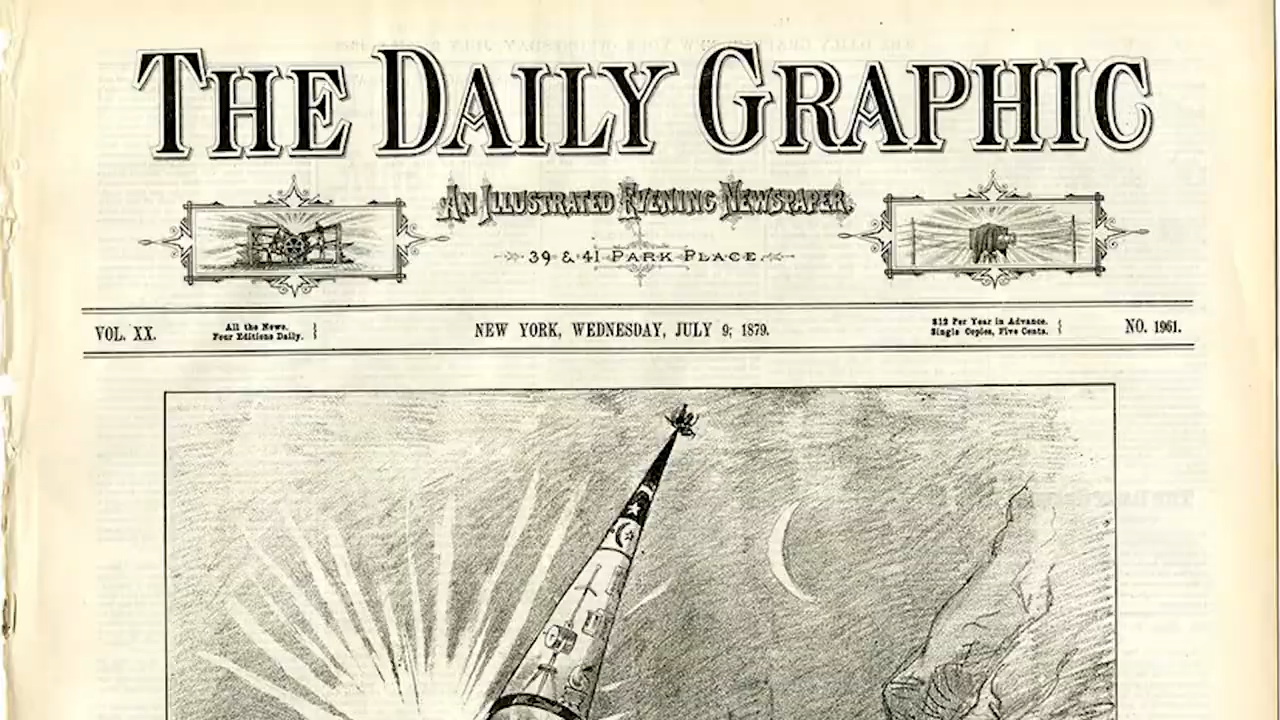 THE DAILY GRAPHIC
AN ILLUSTRATED EVENING NEWSPAPER.
39 & 41 PARK PLACE.
VOL. XX.
All the News.
Four Editions Daily.
NEW YORK, WEDNESDAY, JULY 9, 1879.
$12 Per Year in Advance.
Single Copies, Five Cents.
NO. 1961.